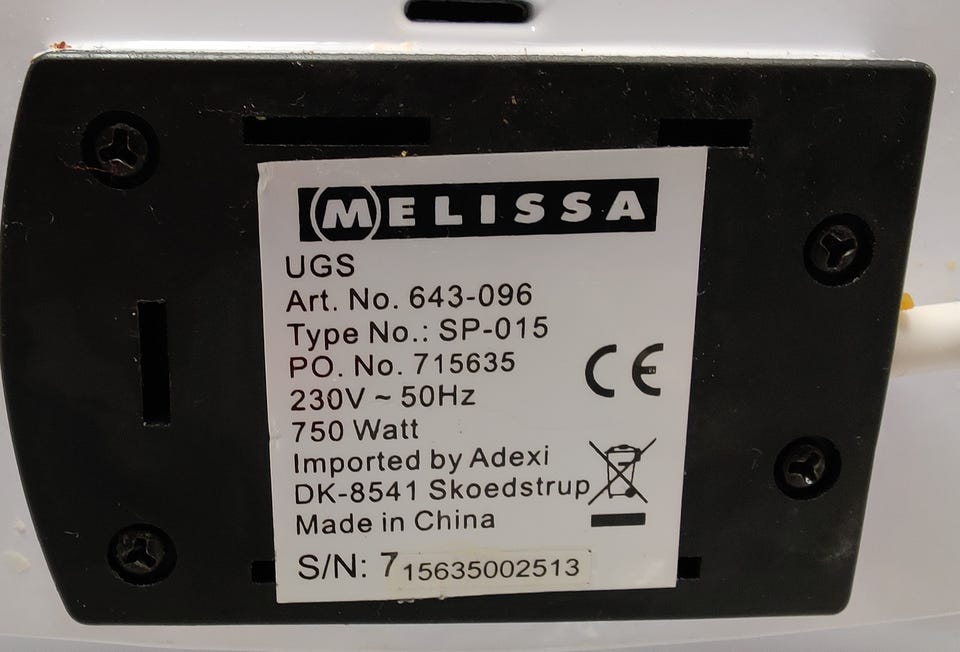 MELISSA
UGS
Art. No. 643-096
Type No.: SP-015
PO. No. 715635
230V ~ 50Hz
750 Watt
Imported by Adexi
DK-8541 Skoedstrup
Made in China
CE
S/N: 715635002513